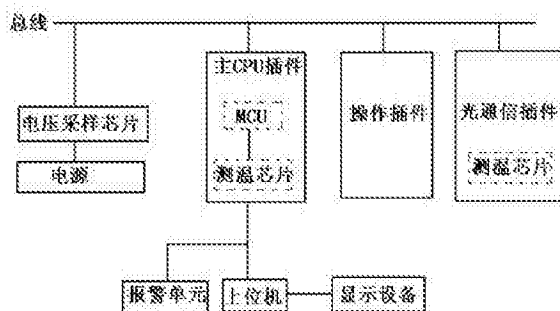 总线
主CPU插件
MCU
测温芯片
电压采样芯片
电源
操作插件
光通信插件
测温芯片
报警单元
上位机
显示设备